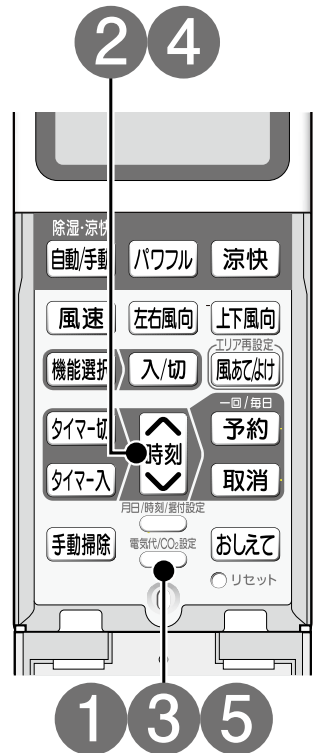 2 4
除湿・涼快
自動/手動 パワフル 涼快
風速 左右風向 上下風向
エリア再設定
機能選択 入/切 風あて/よけ
一回/毎日
タイマー切 時刻 予約
タイマー入 取消
月日/時刻/据付設定
手動掃除 電気代/CO₂設定 おしえて
リセット
1 3 5